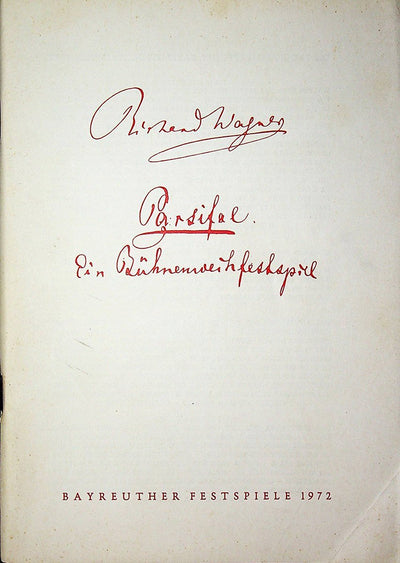 Richard Wagner
Parsifal.
Ein Bühnenweihfestspiel
BAYREUTHER FESTSPIELE 1972